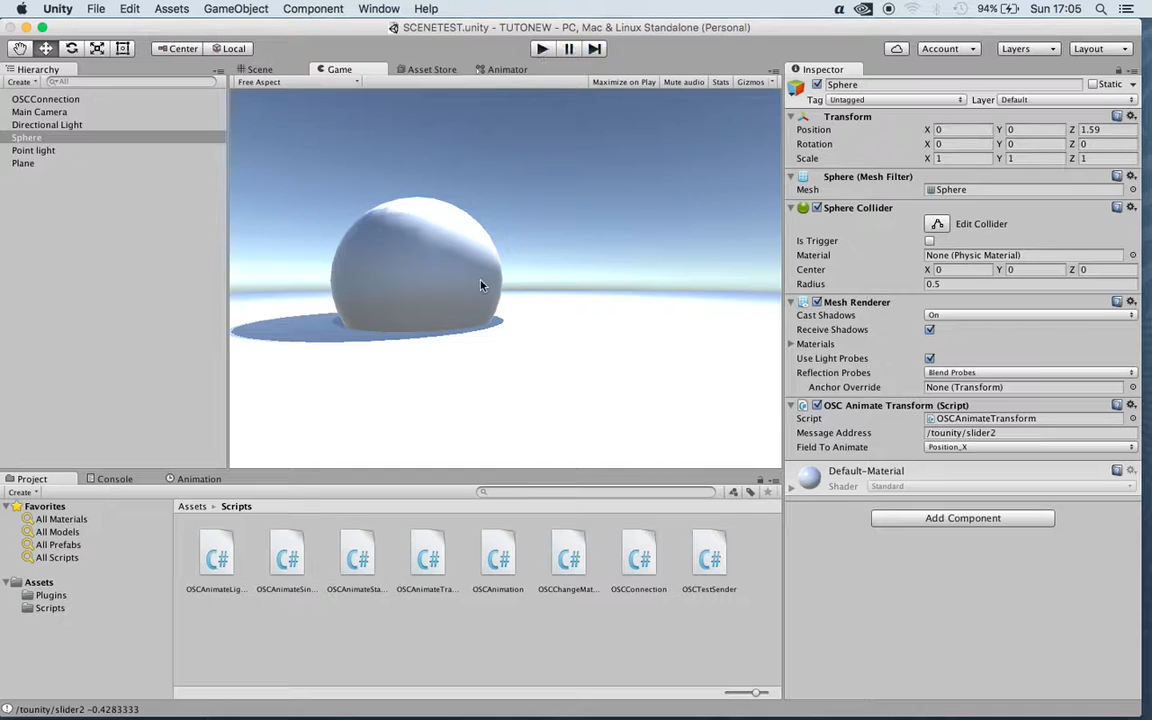 Unity File Edit Assets GameObject Component Window Help 94% Sun 17:05
SCENETEST.unity - TUTONEW - PC, Mac & Linux Standalone (Personal)
Center Local Account Layers Layout
Hierarchy Scene Game Asset Store Animator Inspector
Create All Free Aspect Maximize on Play Mute audio Stats Gizmos Sphere Static
OSCConnection Tag Untagged Layer Default
Main Camera Transform
Directional Light Position X 0 Y 0 Z 1.59
Sphere Rotation X 0 Y 0 Z 0
Point light Scale X 1 Y 1 Z 1
Plane Sphere (Mesh Filter)
Mesh Sphere
Sphere Collider
Edit Collider
Is Trigger
Material None (Physic Material)
Center X 0 Y 0 Z 0
Radius 0.5
Mesh Renderer
Cast Shadows On
Receive Shadows
Materials
Use Light Probes
Reflection Probes Blend Probes
Anchor Override None (Transform)
OSC Animate Transform (Script)
Script OSCAnimateTransform
Message Address /tounity/slider2
Field To Animate Position_X
Default-Material
Shader Standard
Add Component
Project Console Animation
Create
Favorites Assets Scripts
All Materials
All Models
All Prefabs
All Scripts
Assets
Plugins
Scripts
C# C# C# C# C# C# C# C#
OSCAnimateLig... OSCAnimateSin... OSCAnimateSta... OSCAnimateTra... OSCAnimation OSCChangeMat... OSCConnection OSCTestSender
/tounity/slider2 -0.4283333